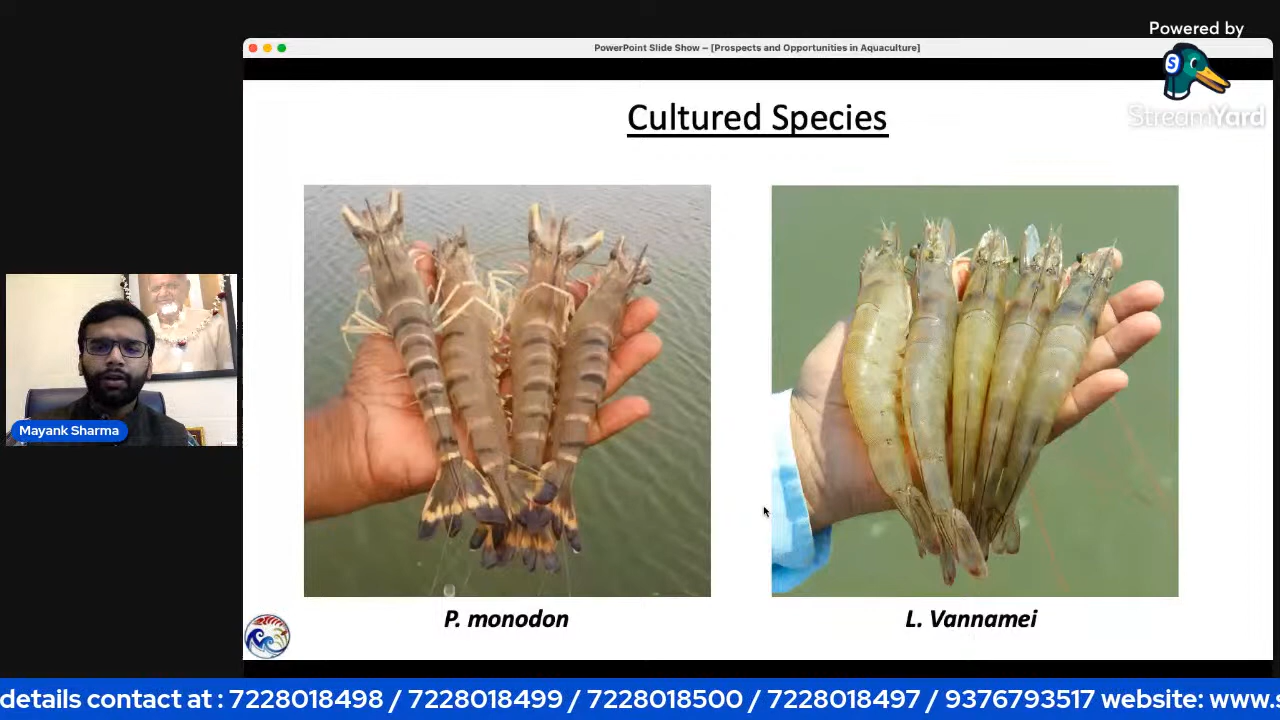 Powered by
StreamYard
PowerPoint Slide Show – [Prospects and Opportunities in Aquaculture]
S
Cultured Species
Mayank Sharma
P. monodon
L. Vannamei
details contact at : 7228018498 / 7228018499 / 7228018500 / 7228018497 / 9376793517 website: www.s